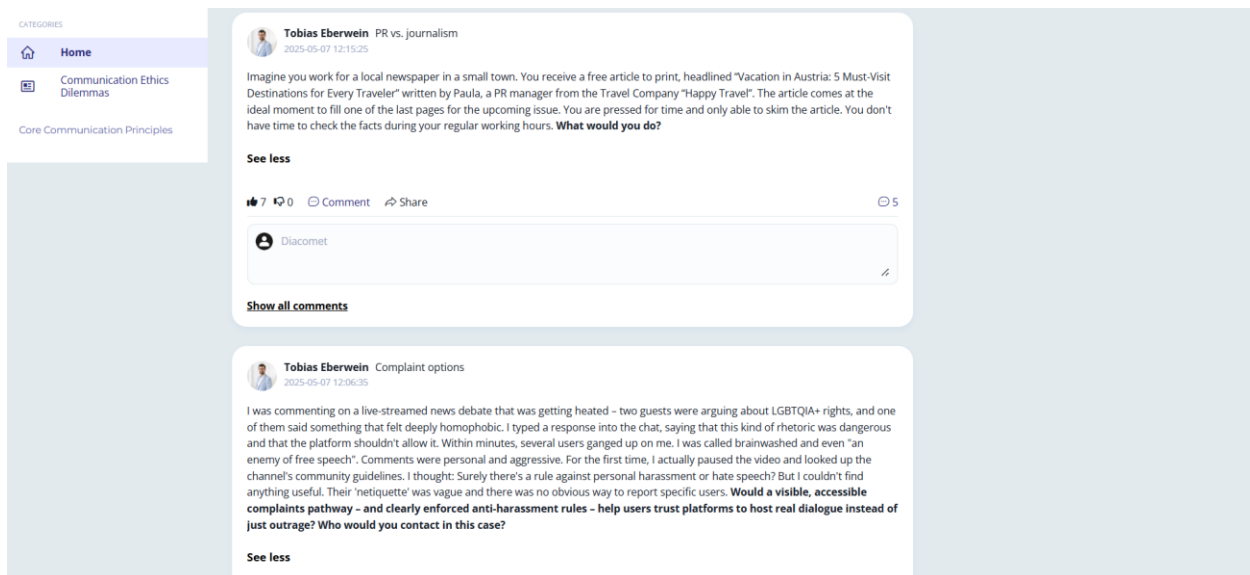 CATEGORIES
Home
Communication Ethics
Dilemmas
Core Communication Principles
Tobias Eberwein PR vs. journalism
2025-05-07 12:15:25
Imagine you work for a local newspaper in a small town. You receive a free article to print, headlined “Vacation in Austria: 5 Must-Visit
Destinations for Every Traveler” written by Paula, a PR manager from the Travel Company “Happy Travel”. The article comes at the
ideal moment to fill one of the last pages for the upcoming issue. You are pressed for time and only able to skim the article. You don't
have time to check the facts during your regular working hours. What would you do?
See less
7 0 Comment Share 5
Diacomet
Show all comments
Tobias Eberwein Complaint options
2025-05-07 12:06:35
I was commenting on a live-streamed news debate that was getting heated – two guests were arguing about LGBTQIA+ rights, and one
of them said something that felt deeply homophobic. I typed a response into the chat, saying that this kind of rhetoric was dangerous
and that the platform shouldn't allow it. Within minutes, several users ganged up on me. I was called brainwashed and even "an
enemy of free speech". Comments were personal and aggressive. For the first time, I actually paused the video and looked up the
channel's community guidelines. I thought: Surely there's a rule against personal harassment or hate speech? But I couldn't find
anything useful. Their 'netiquette' was vague and there was no obvious way to report specific users. Would a visible, accessible
complaints pathway – and clearly enforced anti-harassment rules – help users trust platforms to host real dialogue instead of
just outrage? Who would you contact in this case?
See less